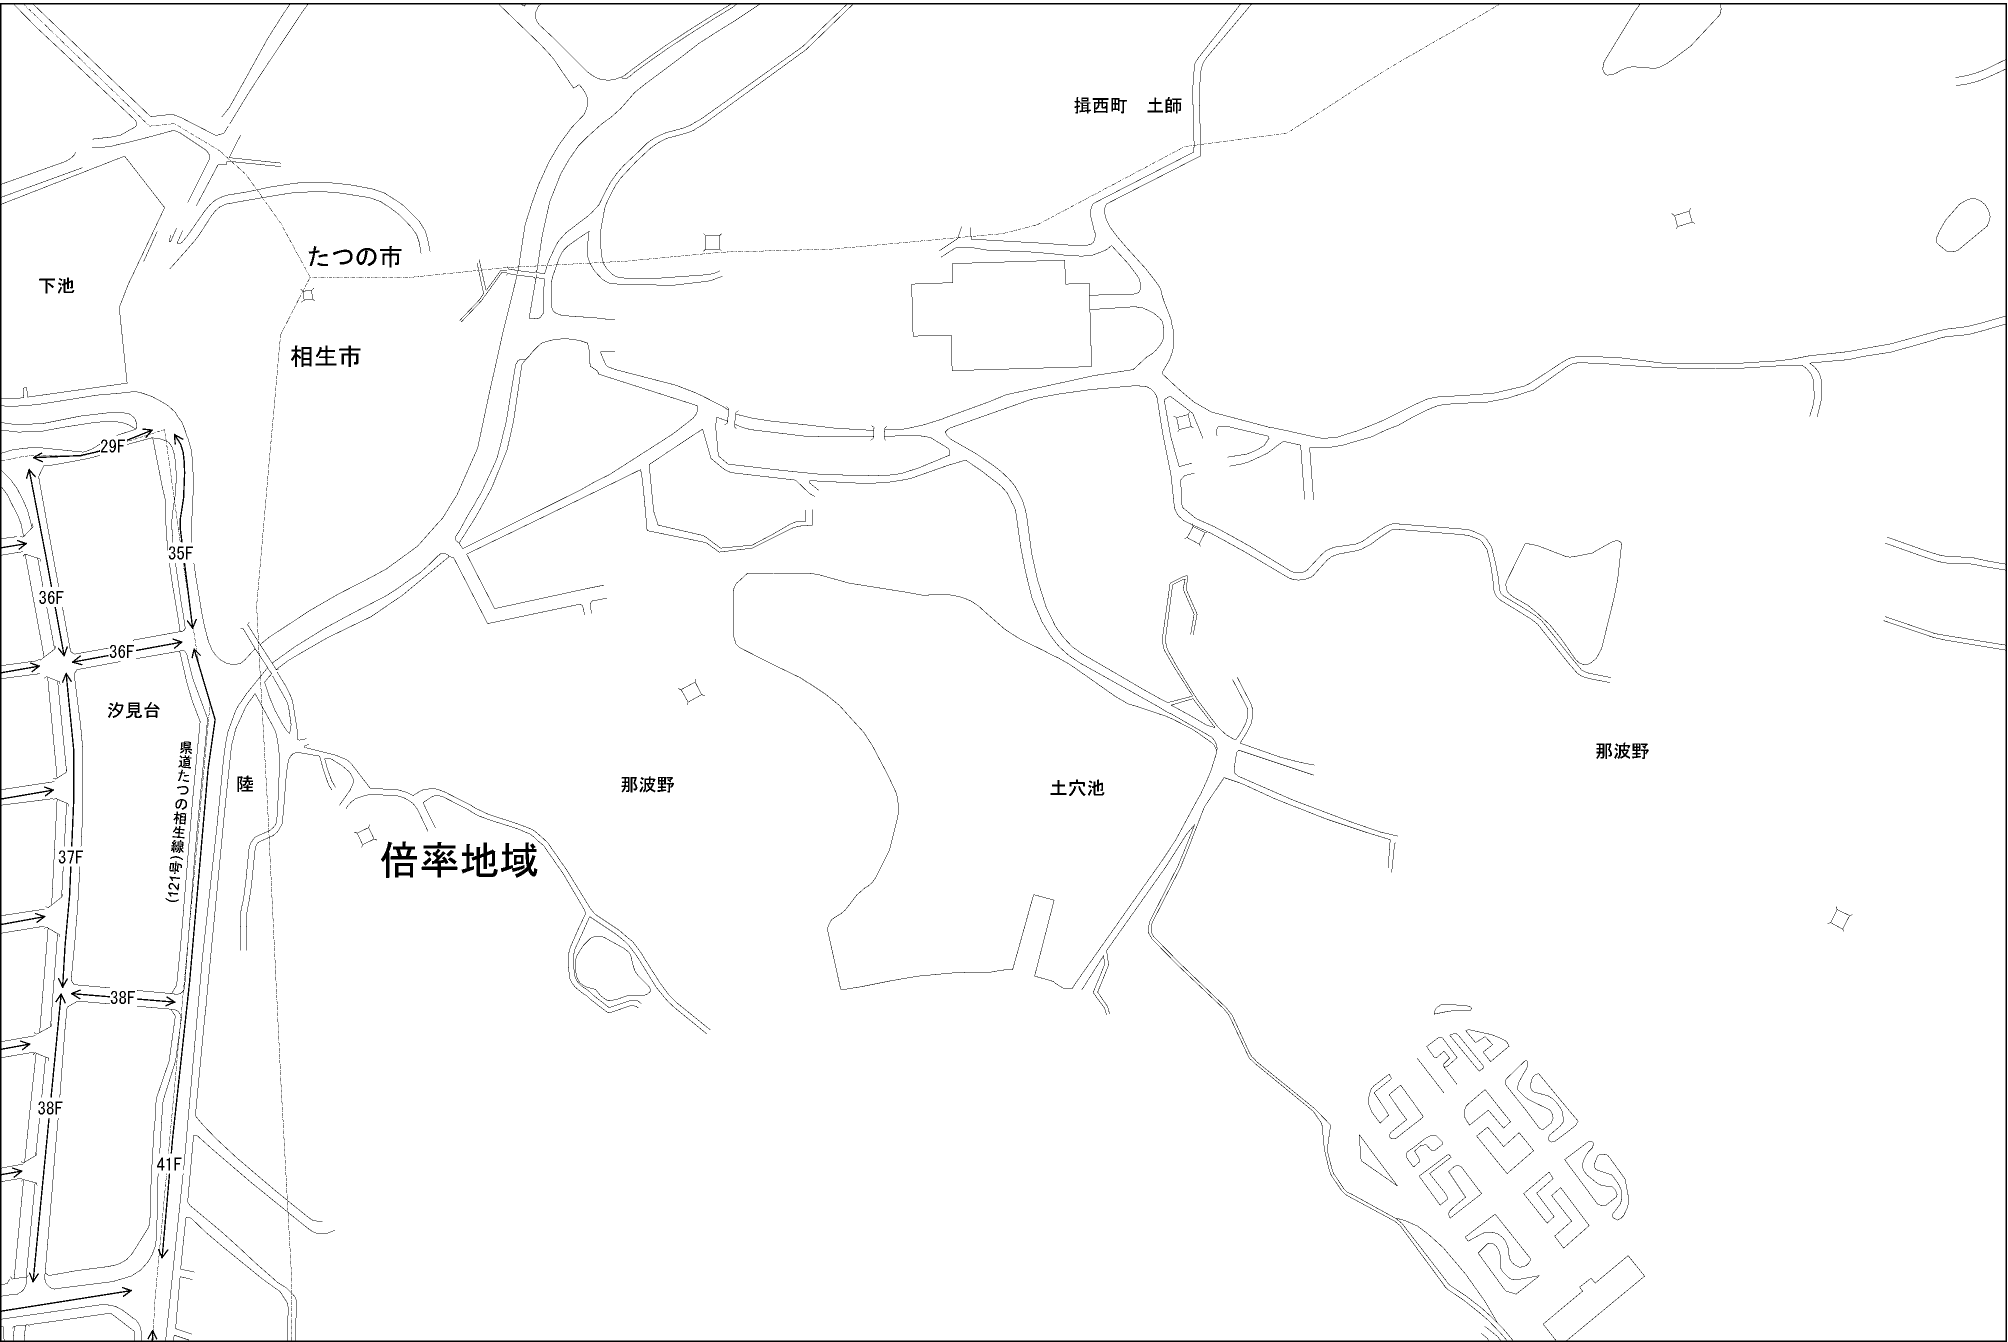 揖西町　土師
たつの市
下池
相生市
29F
35F
36F
36F
汐見台
県道たつの相生線
(121号)
陸
那波野
土穴池
那波野
37F
倍率地域
38F
38F
41F